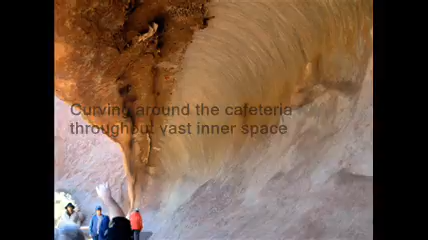 Curving around the cafeteria
throughout vast inner space